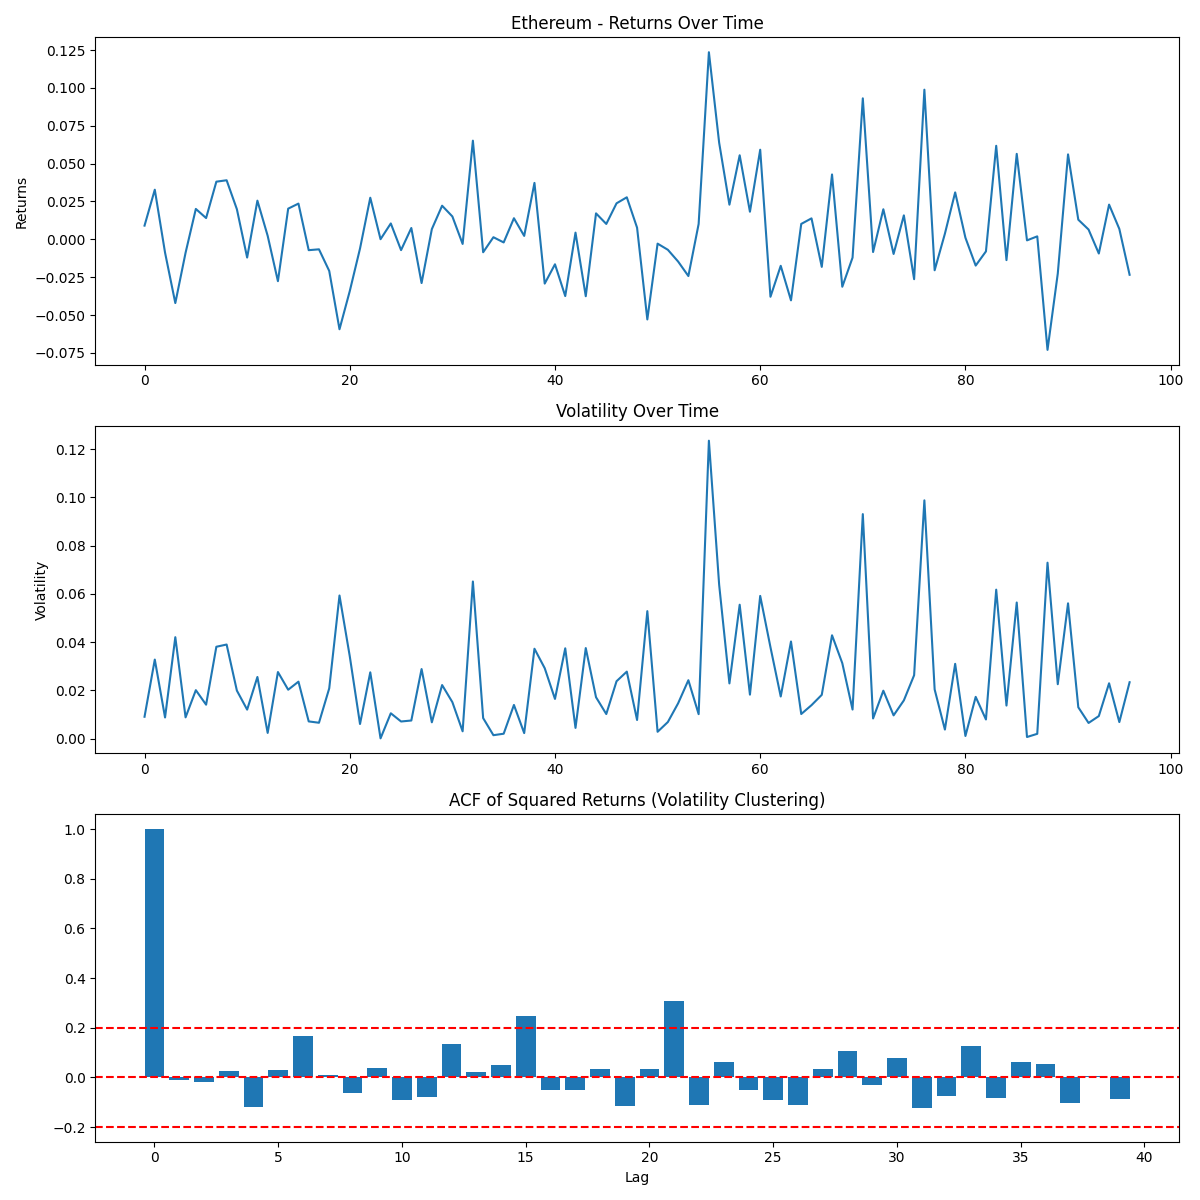 Ethereum - Returns Over Time
Returns
0.125
0.100
0.075
0.050
0.025
0.000
−0.025
−0.050
−0.075
0 20 40 60 80 100
Volatility Over Time
Volatility
0.12
0.10
0.08
0.06
0.04
0.02
0.00
0 20 40 60 80 100
ACF of Squared Returns (Volatility Clustering)
1.0
0.8
0.6
0.4
0.2
0.0
−0.2
0 5 10 15 20 25 30 35 40
Lag